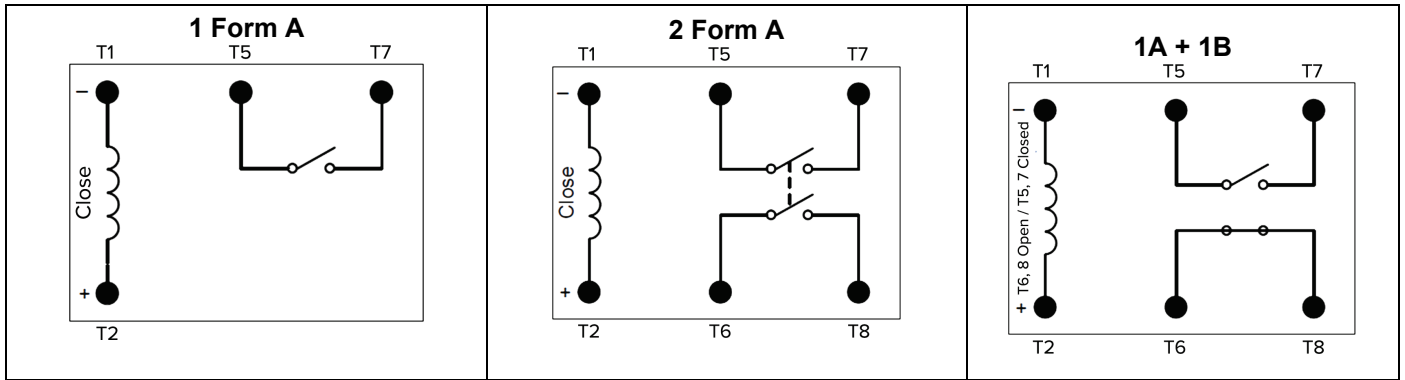 1 Form A
T1 T5 T7
−
Close
+
T2
2 Form A
T1 T5 T7
−
Close
+
T2 T6 T8
1A + 1B
T1 T5 T7
−
T6, 8 Open / T5, 7 Closed
+
T2 T6 T8